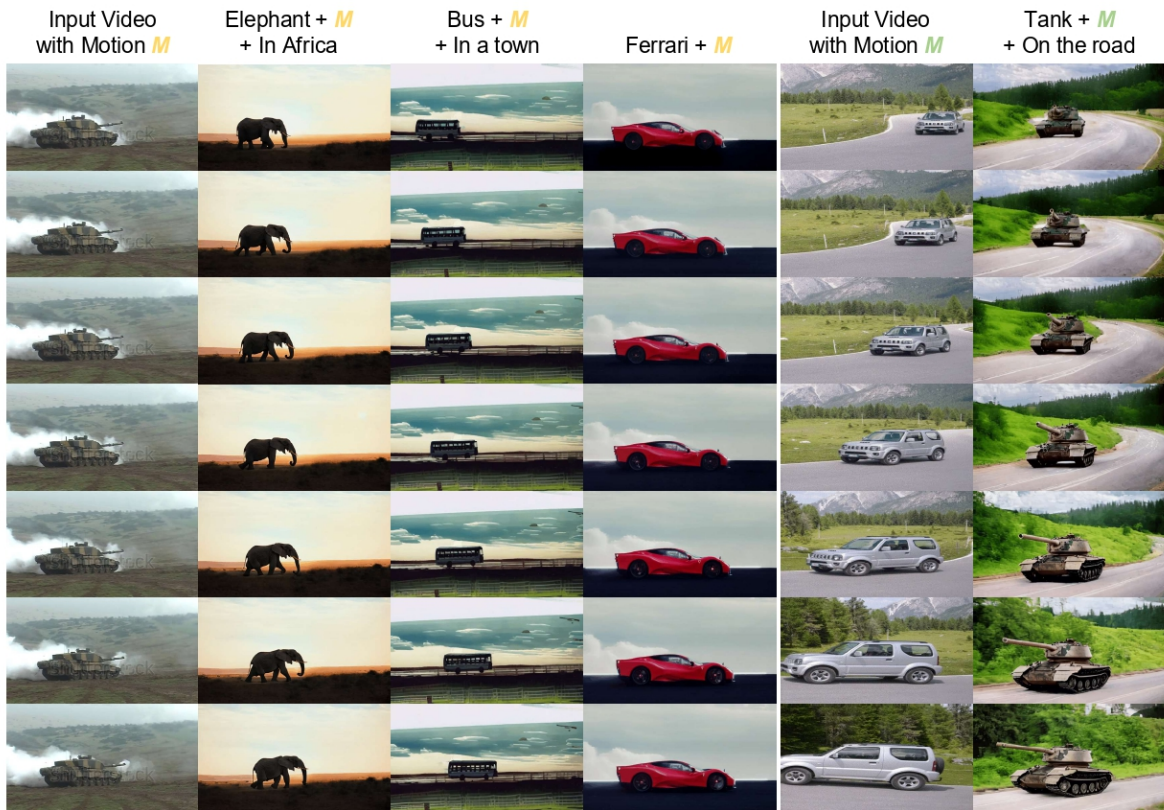 Input Video
with Motion M
Elephant + M
+ In Africa
Bus + M
+ In a town
Ferrari + M
Input Video
with Motion M
Tank + M
+ On the road